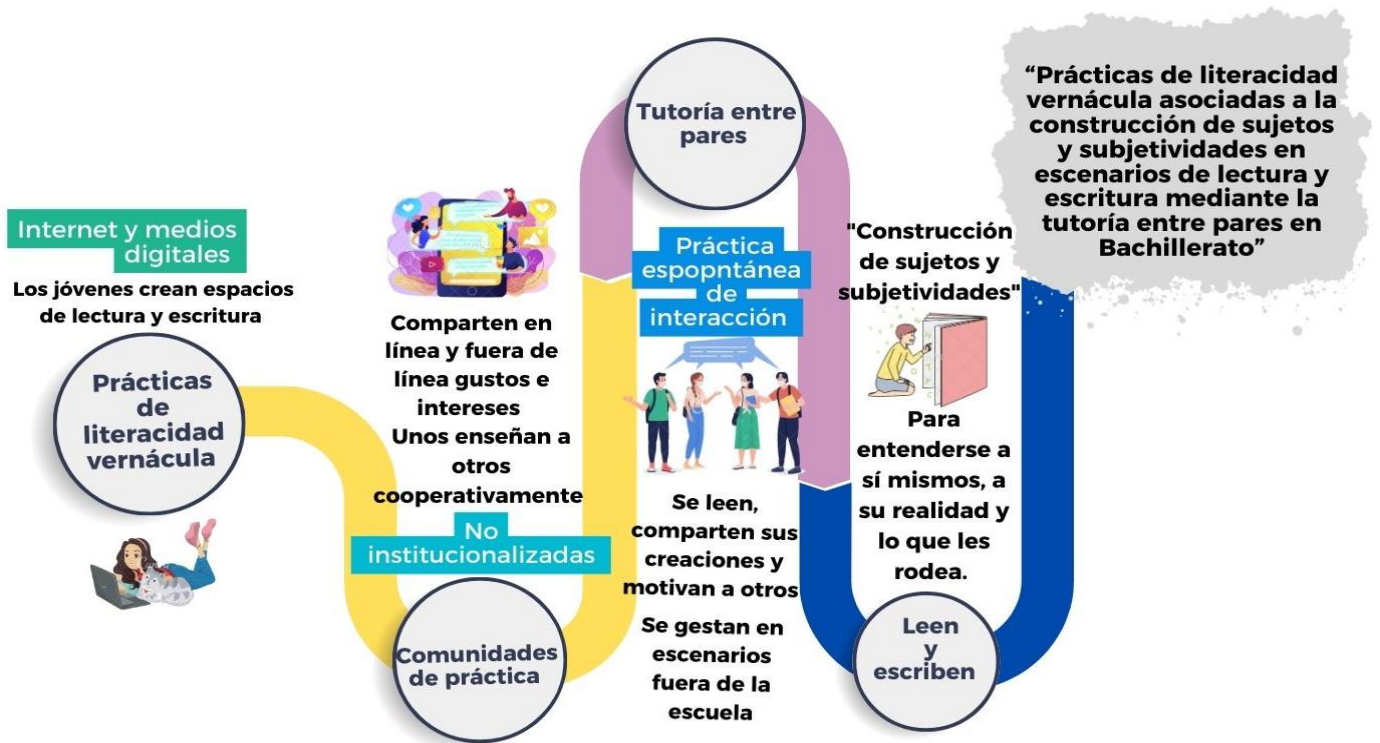 Internet y medios
digitales
Los jóvenes crean espacios
de lectura y escritura
Prácticas
de
literacidad
vernácula
Comparten en
línea y fuera de
línea gustos e
intereses
Unos enseñan a
otros
cooperativamente
No
institucionalizadas
Comunidades
de práctica
Tutoría entre
pares
Práctica
espopntánea
de
interacción
Se leen,
comparten sus
creaciones y
motivan a otros
Se gestan en
escenarios
fuera de la
escuela
"Construcción
de sujetos y
subjetividades"
Para
entenderse a
sí mismos, a
su realidad y
lo que les
rodea.
Leen
y
escriben
“Prácticas de literacidad
vernácula asociadas a la
construcción de sujetos
y subjetividades en
escenarios de lectura y
escritura mediante la
tutoría entre pares en
Bachillerato”